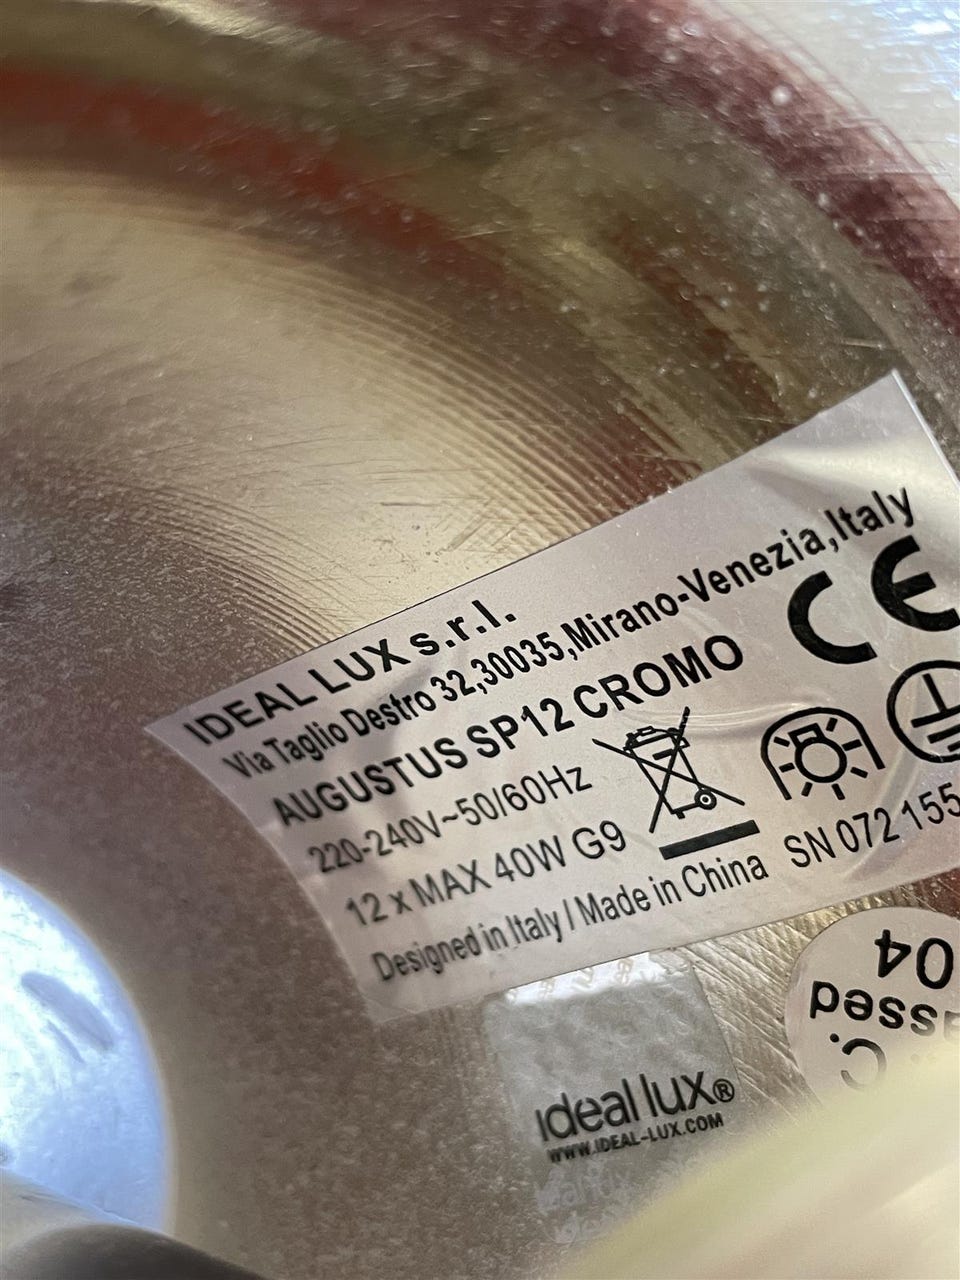 IDEAL LUX s.r.l.
Via Taglio Destro 32,30035,Mirano-Venezia,Italy
AUGUSTUS SP12 CROMO
CE
220-240V~50/60Hz
12 x MAX 40W G9
Designed in Italy / Made in China SN 072 155
ideal lux®
WWW.IDEAL-LUX.COM
04
C.